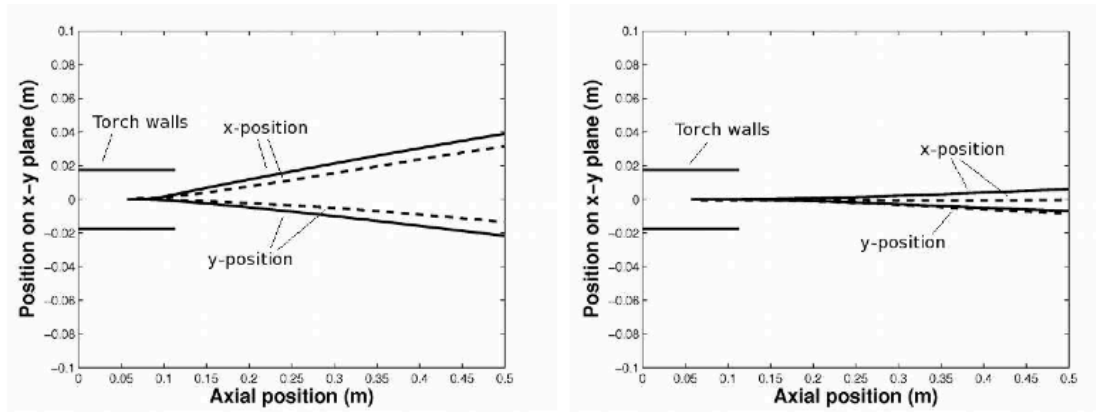 0.1
0.08
0.06
0.04
0.02
0
−0.02
−0.04
−0.06
−0.08
−0.1
Position on x−y plane (m)
Torch walls
x-position
y-position
0 0.05 0.1 0.15 0.2 0.25 0.3 0.35 0.4 0.45 0.5
Axial position (m)
0.1
0.08
0.06
0.04
0.02
0
−0.02
−0.04
−0.06
−0.08
−0.1
Position on x−y plane (m)
Torch walls
x-position
y-position
0 0.05 0.1 0.15 0.2 0.25 0.3 0.35 0.4 0.45 0.5
Axial position (m)